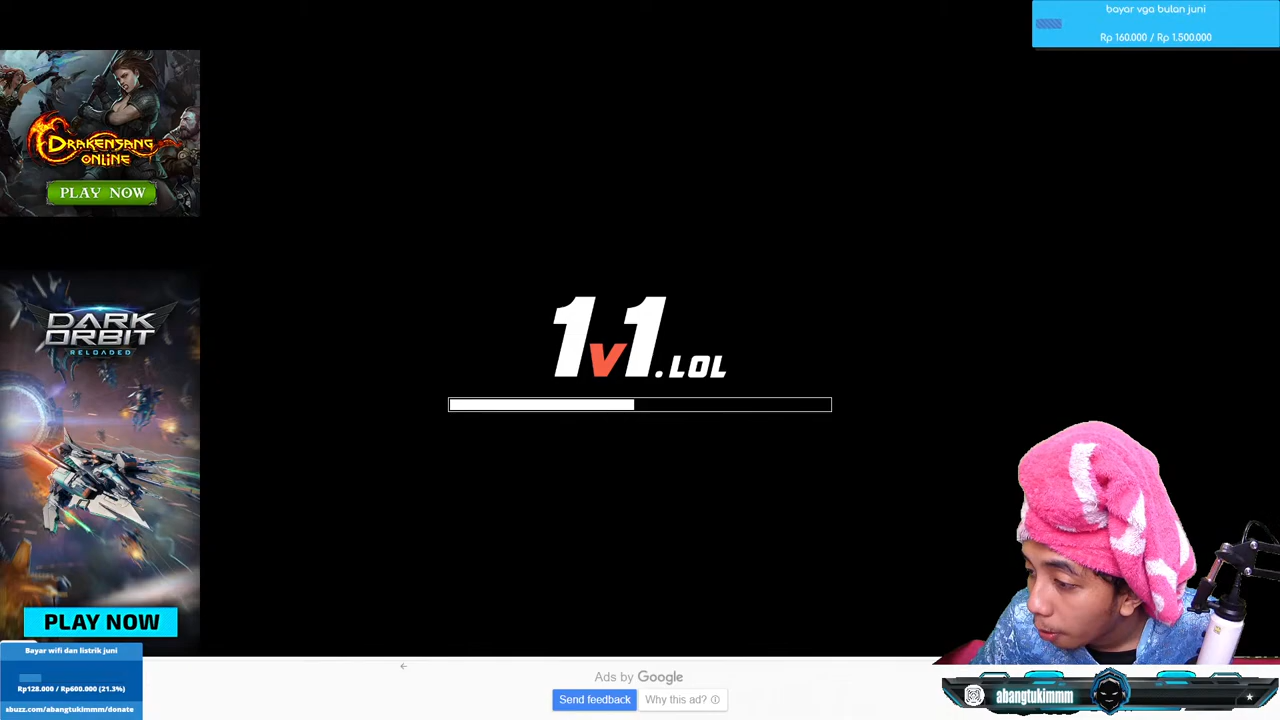 bayar vga bulan juni
Rp 160.000 / Rp 1.500.000
DRAKENSANG
ONLINE
PLAY NOW
DARK
ORBIT
RELOADED
1v1.LOL
PLAY NOW
Bayar wifi dan listrik juni
Rp128.000 / Rp600.000 (21.3%)
sbuzz.com/abangtukimmm/donate
Ads by Google
Send feedback
Why this ad?
abangtukimmm